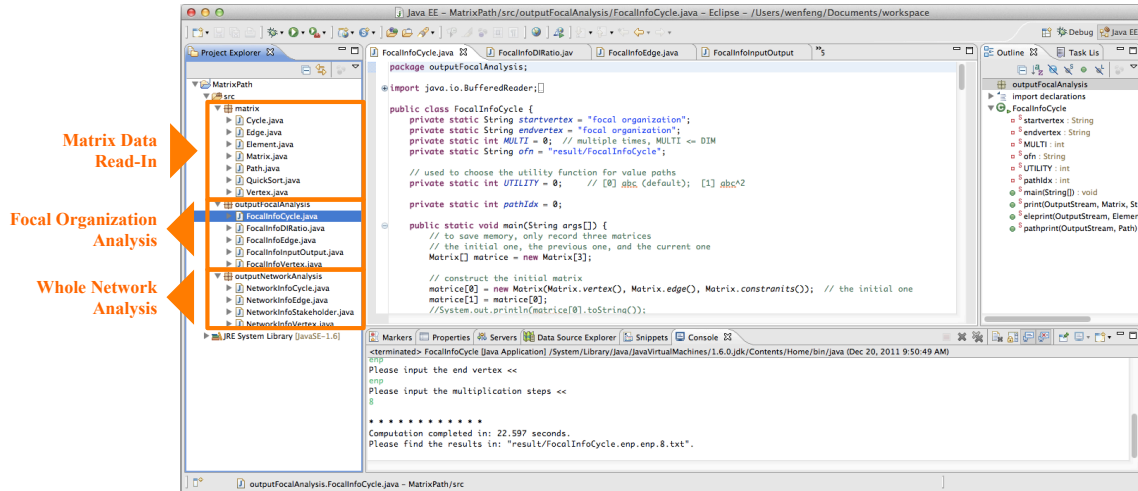 Java EE – MatrixPath/src/outputFocalAnalysis/FocalInfoCycle.java – Eclipse – /Users/wenfeng/Documents/workspace
Debug
Java EE
Project Explorer
MatrixPath
src
matrix
Cycle.java
Edge.java
Element.java
Matrix.java
Path.java
QuickSort.java
Vertex.java
outputFocalAnalysis
FocalInfoCycle.java
FocalInfoDIRatio.java
FocalInfoEdge.java
FocalInfoInputOutput.java
FocalInfoVertex.java
outputNetworkAnalysis
NetworkInfoCycle.java
NetworkInfoEdge.java
NetworkInfoStakeholder.java
NetworkInfoVertex.java
JRE System Library [JavaSE-1.6]
Matrix Data
Read-In
Focal Organization
Analysis
Whole Network
Analysis
FocalInfoCycle.java
FocalInfoDIRatio.jav
FocalInfoEdge.java
FocalInfoInputOutput
»5
package outputFocalAnalysis;
import java.io.BufferedReader;
public class FocalInfoCycle {
private static String startvertex = "focal organization";
private static String endvertex = "focal organization";
private static int MULTI = 0;  // multiple times, MULTI <= DIM
private static String ofn = "result/FocalInfoCycle";
// used to choose the utility function for value paths
private static int UTILITY = 0;    // [0] abc (default);  [1] abc^2
private static int pathIdx = 0;
public static void main(String args[]) {
// to save memory, only record three matrices
// the initial one, the previous one, and the current one
Matrix[] matrice = new Matrix[3];
// construct the initial matrix
matrice[0] = new Matrix(Matrix.vertex(), Matrix.edge(), Matrix.constranits());  // the initial one
matrice[1] = matrice[0];
//System.out.println(matrice[0].toString());
Outline
Task Lis
outputFocalAnalysis
import declarations
FocalInfoCycle
startvertex : String
endvertex : String
MULTI : int
ofn : String
UTILITY : int
pathIdx : int
main(String[]) : void
print(OutputStream, Matrix, St
eleprint(OutputStream, Elemer
pathprint(OutputStream, Path)
Markers
Properties
Servers
Data Source Explorer
Snippets
Console
<terminated> FocalInfoCycle [Java Application] /System/Library/Java/JavaVirtualMachines/1.6.0.jdk/Contents/Home/bin/java (Dec 20, 2011 9:50:49 AM)
enp
Please input the end vertex <<
enp
Please input the multiplication steps <<
8
* * * * * * * * * * * *
Computation completed in: 22.597 seconds.
Please find the results in: "result/FocalInfoCycle.enp.enp.8.txt".
outputFocalAnalysis.FocalInfoCycle.java – MatrixPath/src